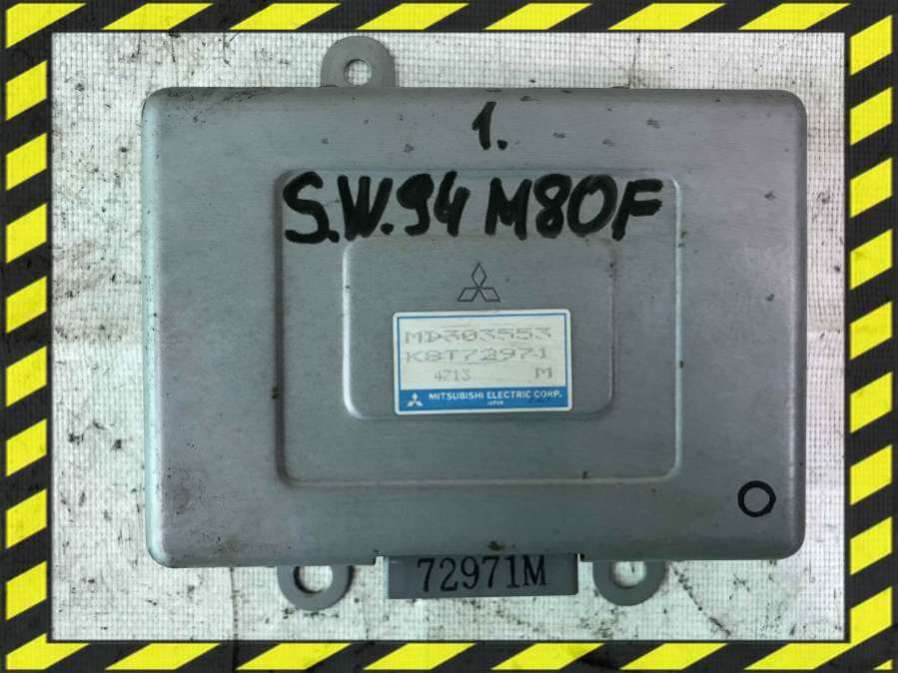 1.
S.W.94 M80F
MD303553
K8T72971
4713 M
MITSUBISHI ELECTRIC CORP.
JAPAN
72971M